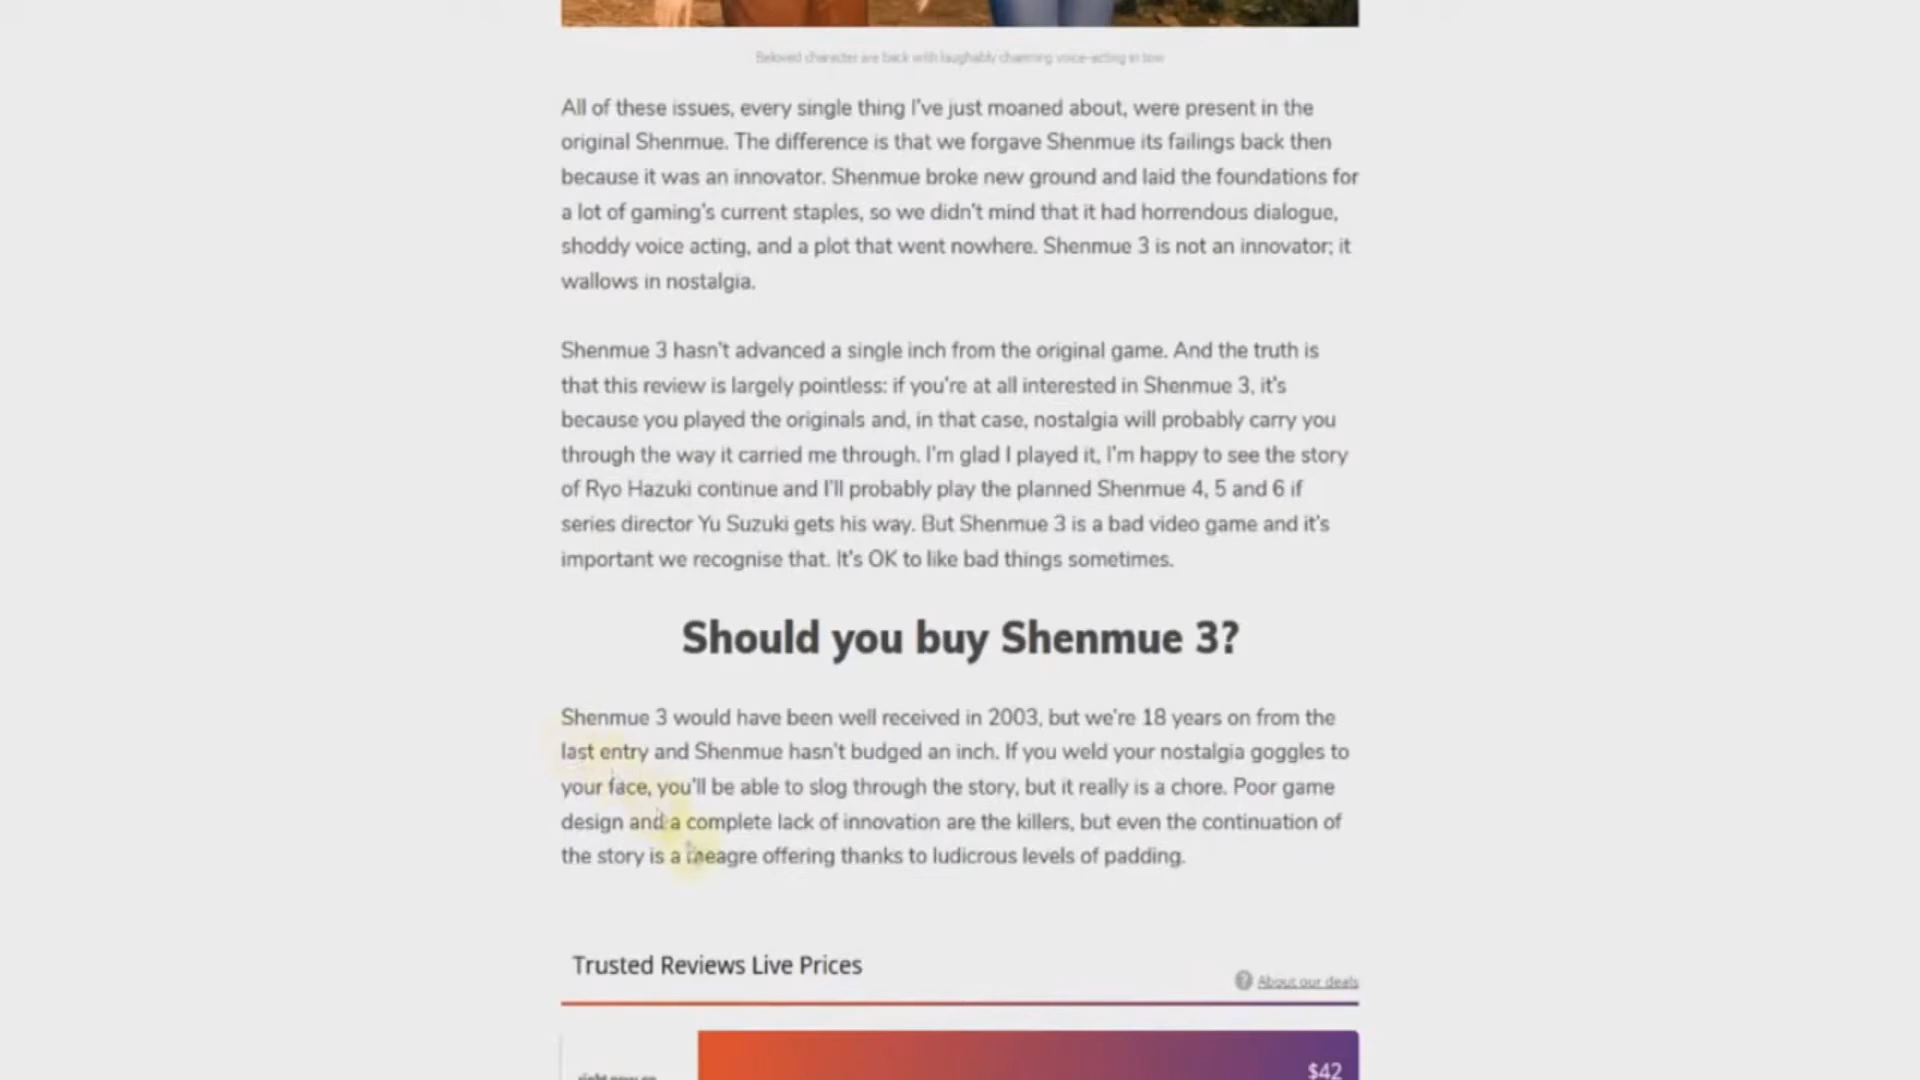 Beloved character are back with laughably charming voice-acting in tow
All of these issues, every single thing I've just moaned about, were present in the
original Shenmue. The difference is that we forgave Shenmue its failings back then
because it was an innovator. Shenmue broke new ground and laid the foundations for
a lot of gaming's current staples, so we didn't mind that it had horrendous dialogue,
shoddy voice acting, and a plot that went nowhere. Shenmue 3 is not an innovator; it
wallows in nostalgia.
Shenmue 3 hasn't advanced a single inch from the original game. And the truth is
that this review is largely pointless: if you're at all interested in Shenmue 3, it's
because you played the originals and, in that case, nostalgia will probably carry you
through the way it carried me through. I'm glad I played it, I'm happy to see the story
of Ryo Hazuki continue and I'll probably play the planned Shenmue 4, 5 and 6 if
series director Yu Suzuki gets his way. But Shenmue 3 is a bad video game and it's
important we recognise that. It's OK to like bad things sometimes.
Should you buy Shenmue 3?
Shenmue 3 would have been well received in 2003, but we're 18 years on from the
last entry and Shenmue hasn't budged an inch. If you weld your nostalgia goggles to
your face, you'll be able to slog through the story, but it really is a chore. Poor game
design and a complete lack of innovation are the killers, but even the continuation of
the story is a meagre offering thanks to ludicrous levels of padding.
Trusted Reviews Live Prices
? About our deals
$42